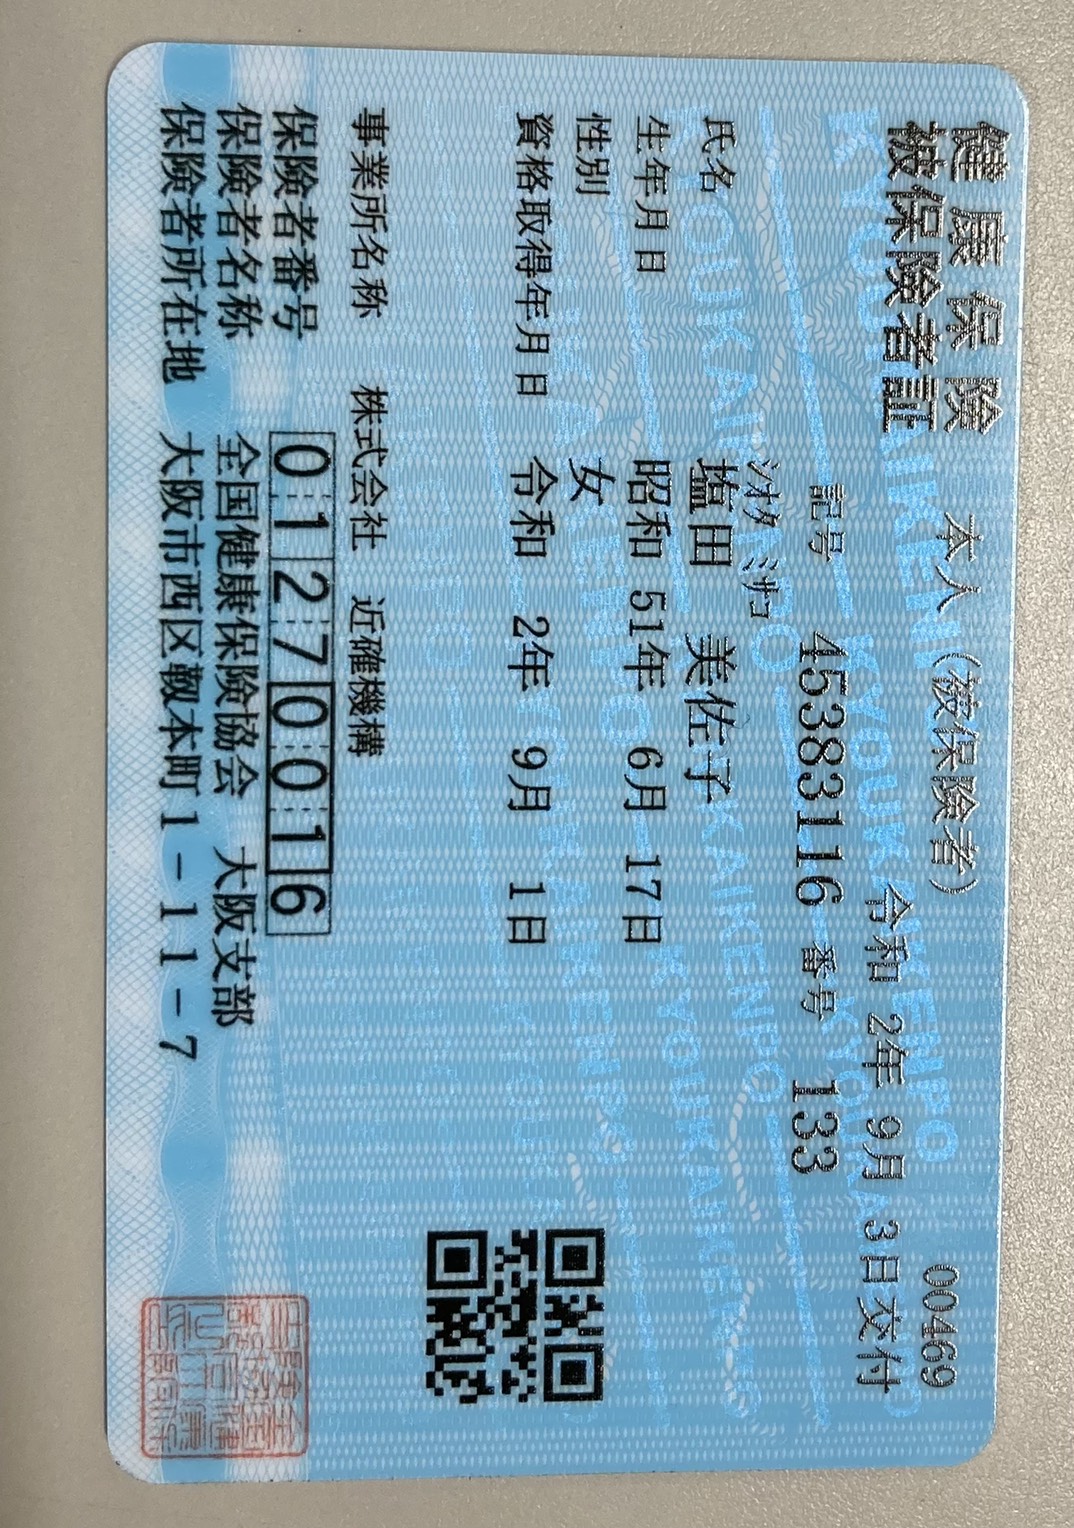 健康保険 本人（被保険者） 00469
被保険者証 令和 2年 9月 3日交付
記号 45383116 番号 133
ｼｵﾀ ﾐｻｺ
氏名 塩田 美佐子
生年月日 昭和 51年 6月 17日
性別 女
資格取得年月日 令和 2年 9月 1日
事業所名称 株式会社 近確機構
保険者番号 01270016
保険者名称 全国健康保険協会 大阪支部
保険者所在地 大阪市西区靱本町1-11-7